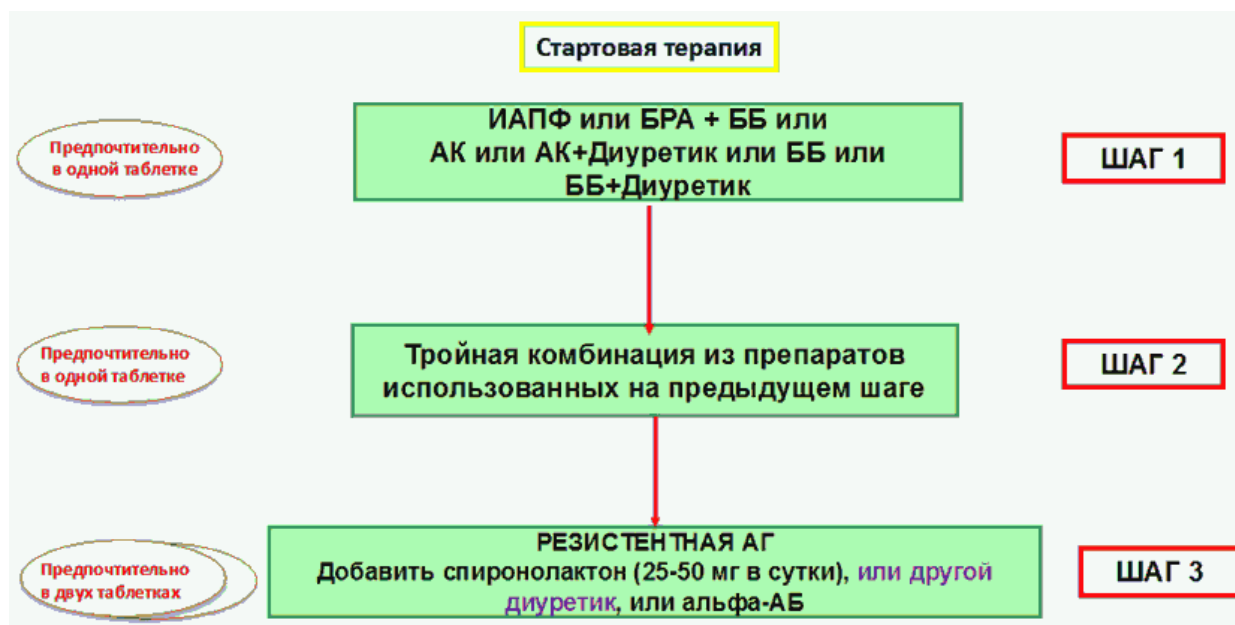 Стартовая терапия
Предпочтительно
в одной таблетке
ИАПФ или БРА + ББ или
АК или АК+Диуретик или ББ или
ББ+Диуретик
ШАГ 1
Предпочтительно
в одной таблетке
Тройная комбинация из препаратов
использованных на предыдущем шаге
ШАГ 2
Предпочтительно
в двух таблетках
РЕЗИСТЕНТНАЯ АГ
Добавить спиронолактон (25-50 мг в сутки), или другой
диуретик, или альфа-АБ
ШАГ 3